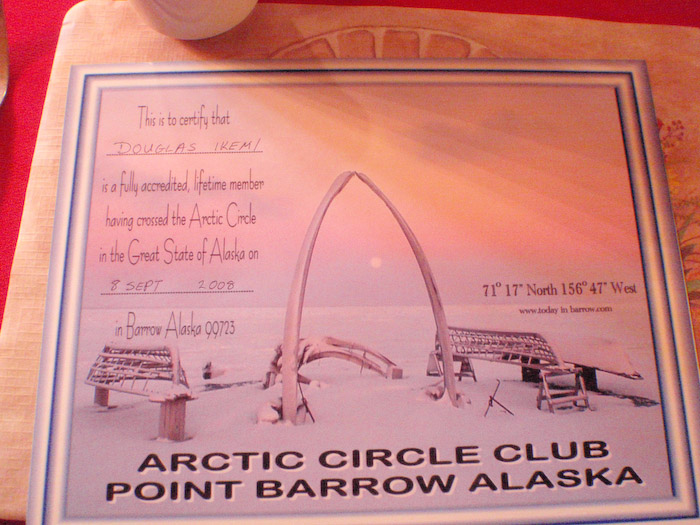 This is to certify that
DOUGLAS IKEMI
is a fully accredited, lifetime member
having crossed the Arctic Circle
in the Great State of Alaska on
8 SEPT 2008
in Barrow Alaska 99723
71° 17" North 156° 47" West
www.today in barrow.com
ARCTIC CIRCLE CLUB
POINT BARROW ALASKA